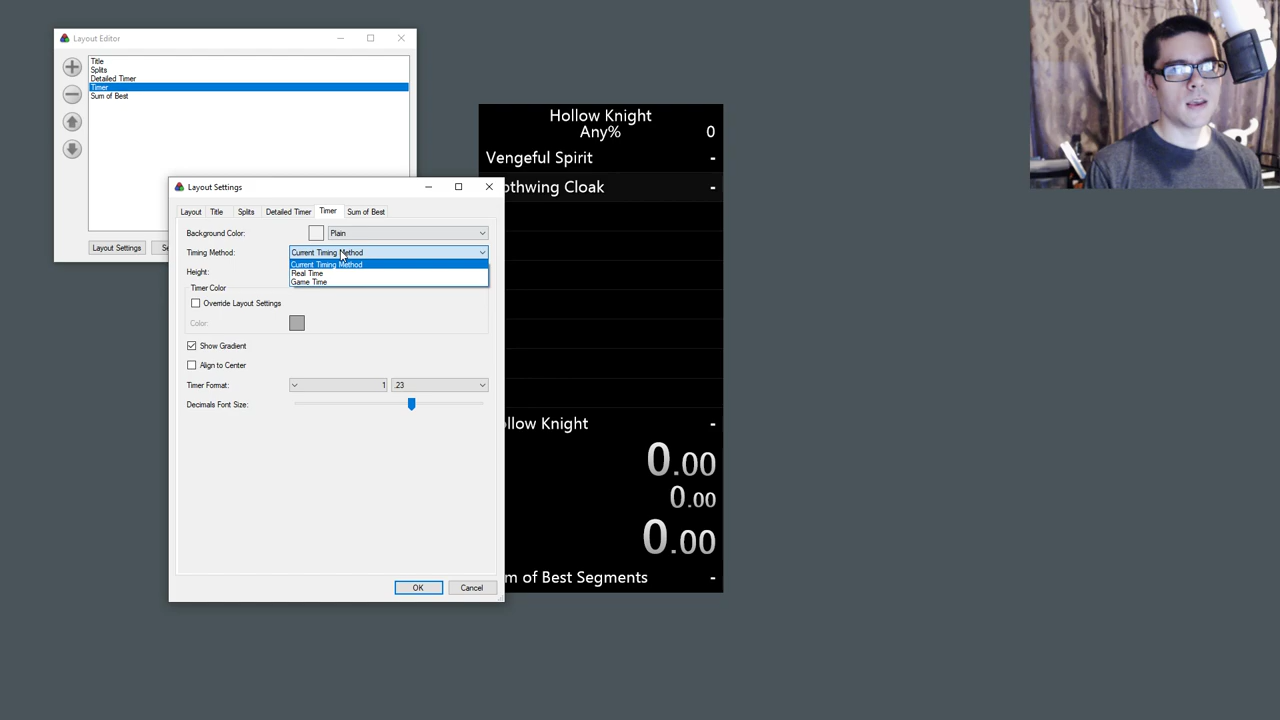 Layout Editor
Title
Splits
Detailed Timer
Timer
Sum of Best
Layout Settings
Se
Layout Settings
Layout
Title
Splits
Detailed Timer
Timer
Sum of Best
Background Color:
Plain
Timing Method:
Current Timing Method
Current Timing Method
Real Time
Game Time
Height:
Timer Color
Override Layout Settings
Color:
Show Gradient
Align to Center
Timer Format:
1
.23
Decimals Font Size:
OK
Cancel
Hollow Knight
Any%
0
Vengeful Spirit
-
othwing Cloak
-
ollow Knight
-
0.00
0.00
0.00
m of Best Segments
-